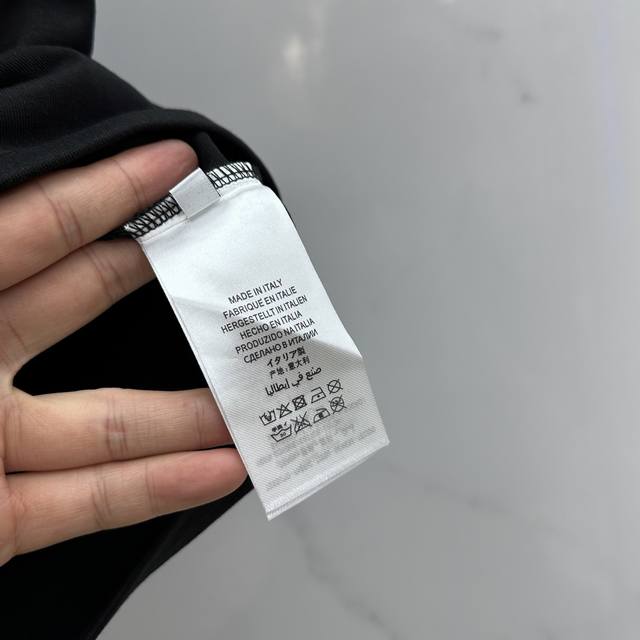 MADE IN ITALY
FABRIQUE EN ITALIE
HERGESTELLT IN ITALIEN
HECHO EN ITALIA
PRODUZIDO NA ITALIA
СДЕЛАНО В ИТАЛИИ
イタリア製
产地:意大利
صنع في ايطاليا